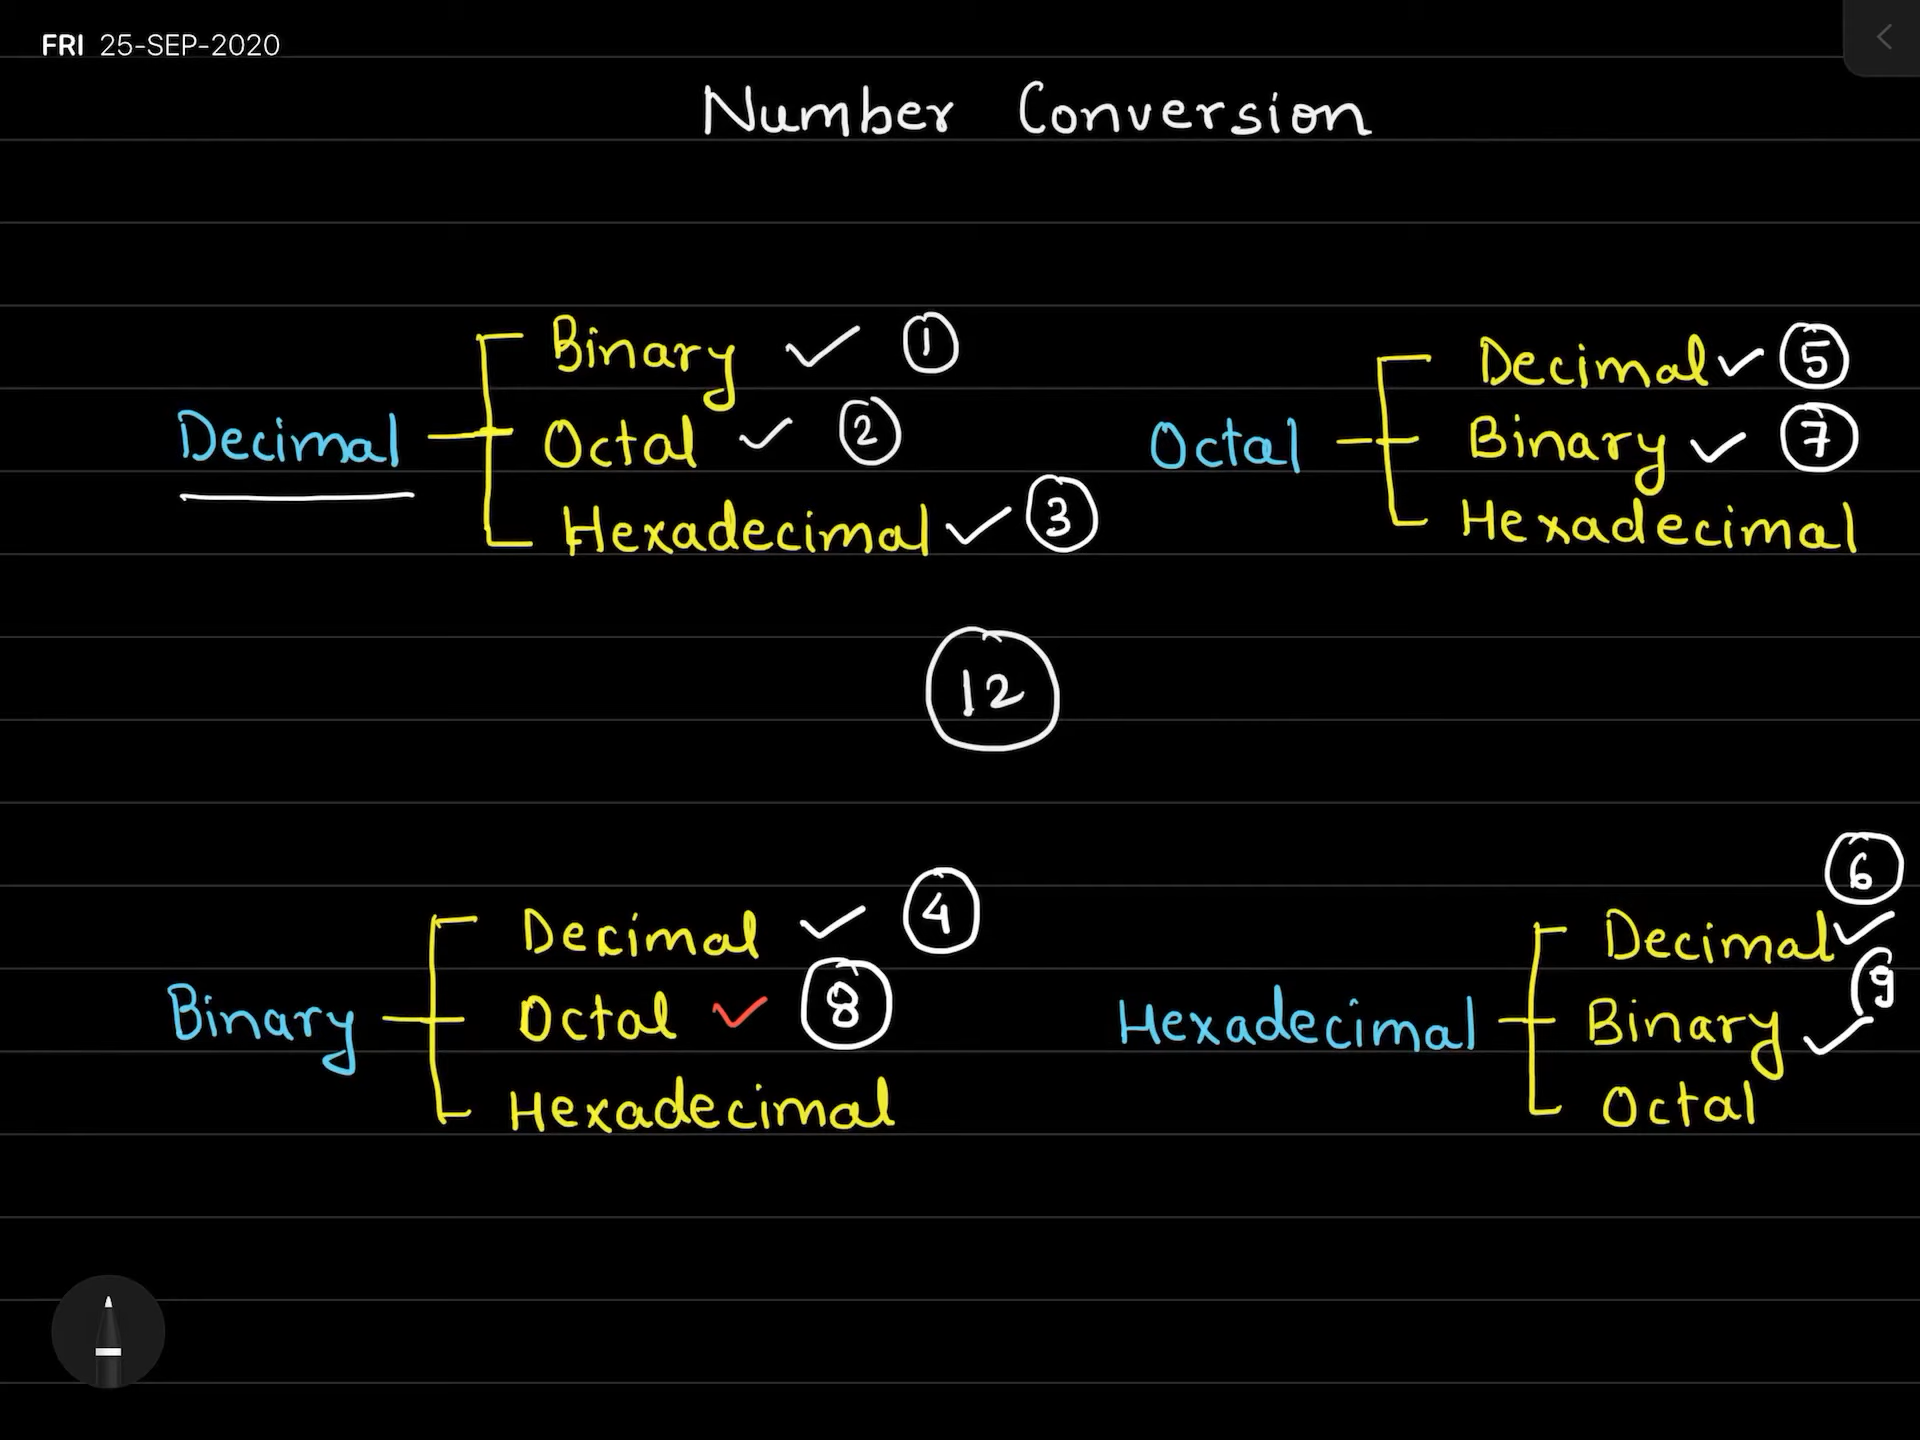 FRI 25-SEP-2020
Number Conversion
Binary ✓ 1
Decimal Octal ✓ 2
Hexadecimal ✓ 3
Decimal ✓ 5
Octal Binary ✓ 7
Hexadecimal
12
Decimal ✓ 4
Binary Octal ✓ 8
Hexadecimal
6
Decimal ✓
9
Hexadecimal Binary ✓
Octal